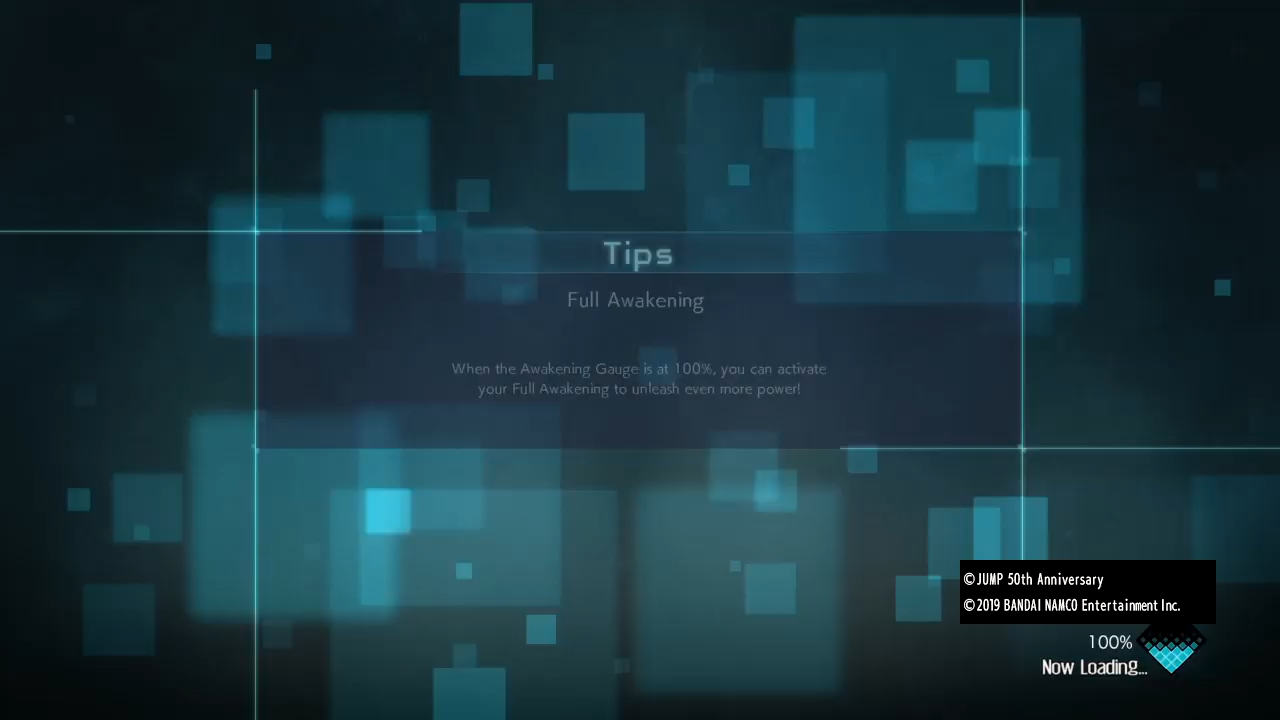 Tips
Full Awakening
When the Awakening Gauge is at 100%, you can activate
your Full Awakening to unleash even more power!
©JUMP 50th Anniversary
©2019 BANDAI NAMCO Entertainment Inc.
100%
Now Loading...